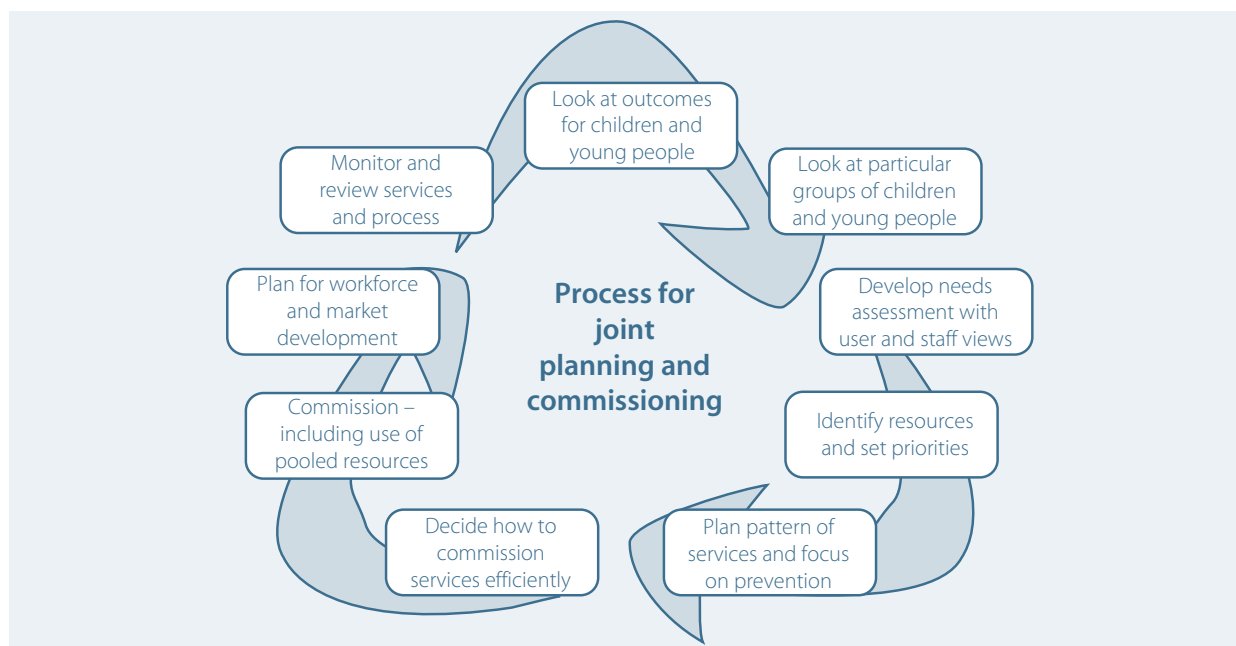 Look at outcomes
for children and
young people
Look at particular
groups of children
and young people
Develop needs
assessment with
user and staff views
Identify resources
and set priorities
Plan pattern of
services and focus
on prevention
Decide how to
commission
services efficiently
Commission –
including use of
pooled resources
Plan for workforce
and market
development
Monitor and
review services
and process
Process for
joint
planning and
commissioning